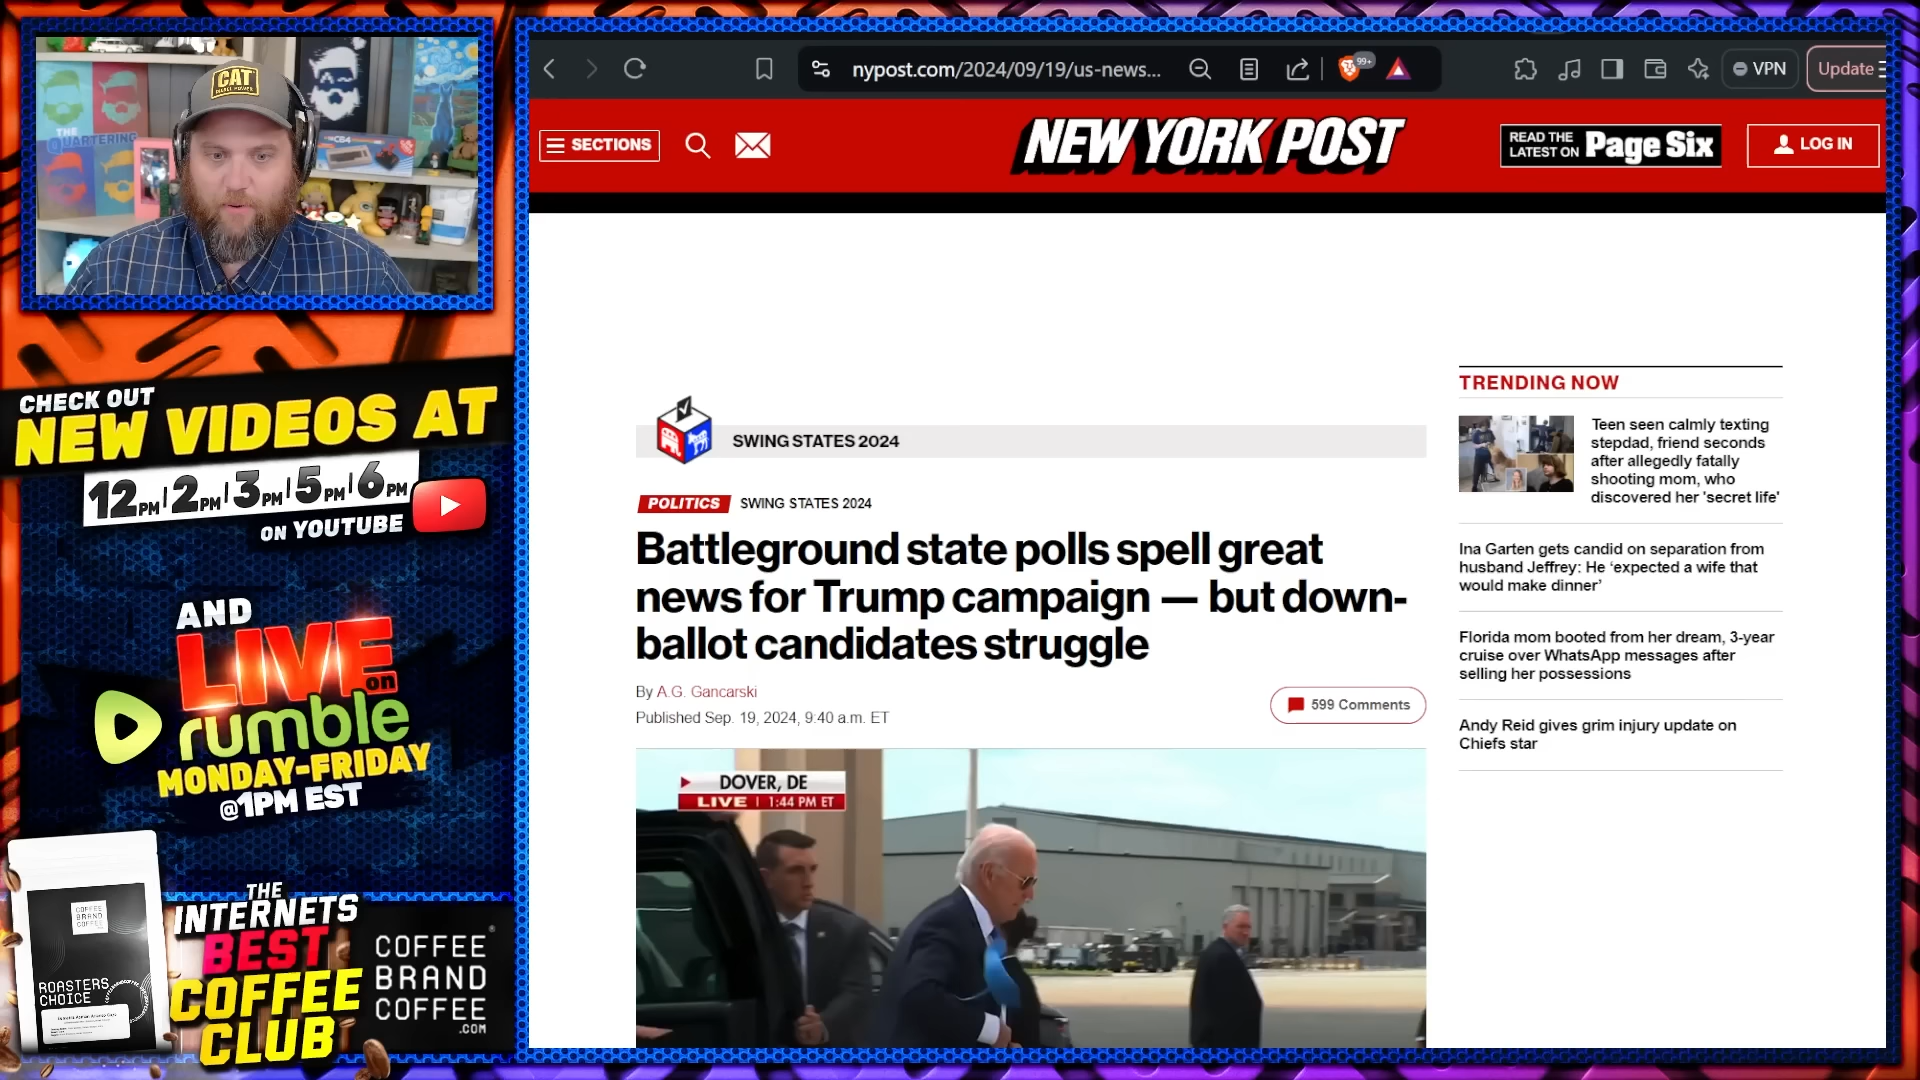 CAT
DIESEL POWER
THE
QUARTERING
CHECK OUT
NEW VIDEOS AT
12PM | 2PM | 3PM | 5PM | 6PM
ON YOUTUBE
AND
LIVE
on
rumble
MONDAY-FRIDAY
@1PM EST
COFFEE
BRAND
COFFEE
ROASTERS
CHOICE
THE
INTERNETS
BEST
COFFEE
CLUB
COFFEE
BRAND
COFFEE
.COM
nypost.com/2024/09/19/us-news...
99+
VPN
Update
SECTIONS
NEW YORK POST
READ THE
LATEST ON Page Six
LOG IN
SWING STATES 2024
POLITICS SWING STATES 2024
Battleground state polls spell great
news for Trump campaign — but down-
ballot candidates struggle
By A.G. Gancarski
Published Sep. 19, 2024, 9:40 a.m. ET
599 Comments
DOVER, DE
LIVE | 1:44 PM ET
TRENDING NOW
Teen seen calmly texting
stepdad, friend seconds
after allegedly fatally
shooting mom, who
discovered her 'secret life'
Ina Garten gets candid on separation from
husband Jeffrey: He ‘expected a wife that
would make dinner’
Florida mom booted from her dream, 3-year
cruise over WhatsApp messages after
selling her possessions
Andy Reid gives grim injury update on
Chiefs star